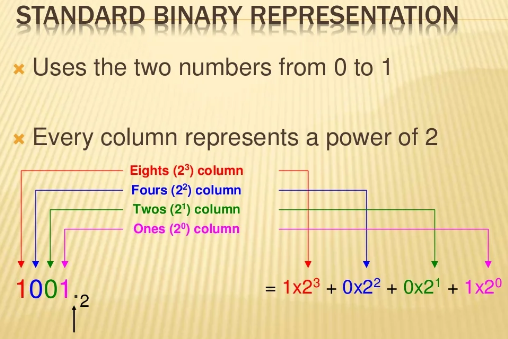 STANDARD BINARY REPRESENTATION
Uses the two numbers from 0 to 1
Every column represents a power of 2
Eights (2³) column
Fours (2²) column
Twos (2¹) column
Ones (2⁰) column
1001.₂ = 1x2³ + 0x2² + 0x2¹ + 1x2⁰